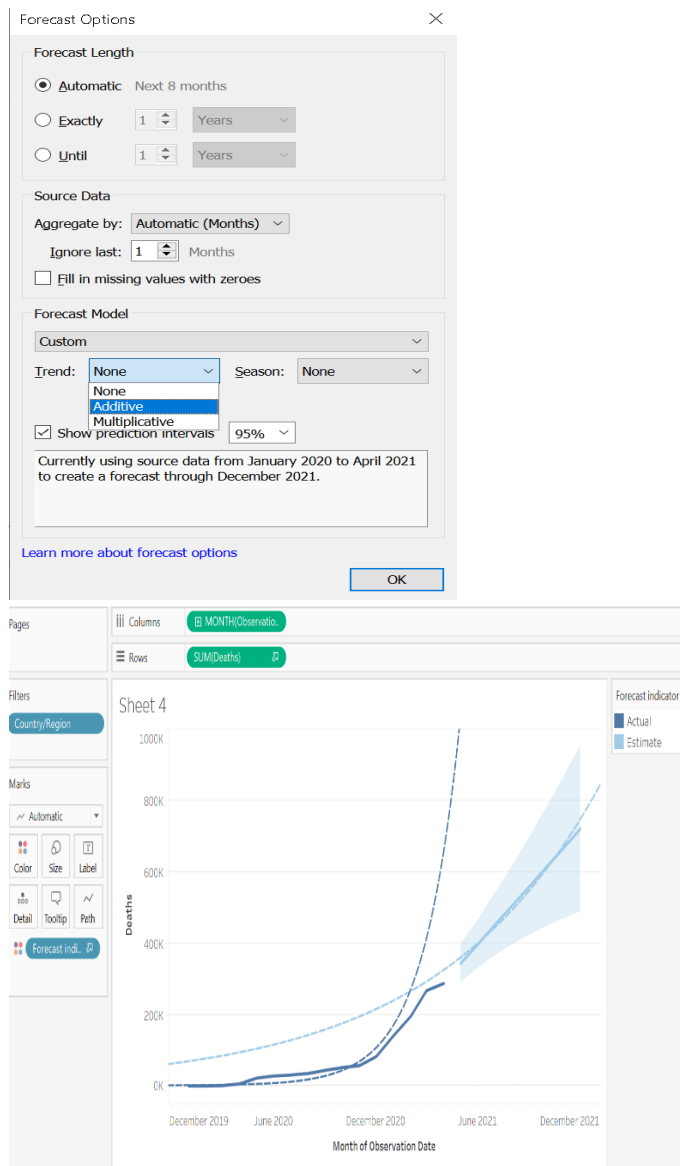 Forecast Options
Forecast Length
Automatic Next 8 months
Exactly 1 Years
Until 1 Years
Source Data
Aggregate by: Automatic (Months)
Ignore last: 1 Months
Fill in missing values with zeroes
Forecast Model
Custom
Trend: None Season: None
None
Additive
Multiplicative
Show prediction intervals 95%
Currently using source data from January 2020 to April 2021
to create a forecast through December 2021.
Learn more about forecast options
OK
Pages
Columns MONTH(Observatio..
Rows SUM(Deaths)
Filters
Country/Region
Marks
Automatic
Color Size Label
Detail Tooltip Path
Forecast indi..
Sheet 4
1000K
800K
600K
400K
200K
0K
Deaths
December 2019 June 2020 December 2020 June 2021 December 2021
Month of Observation Date
Forecast indicator
Actual
Estimate